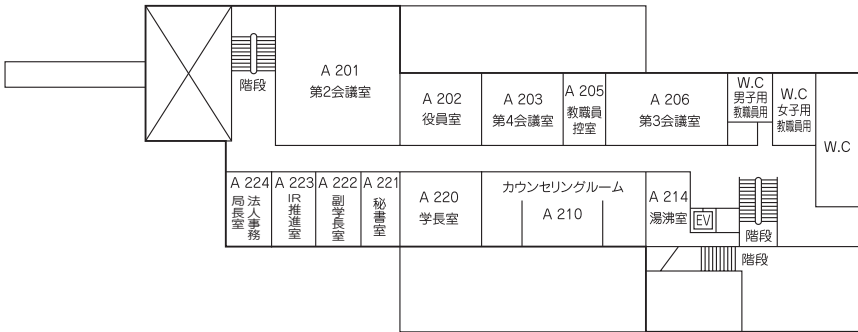 階段
A 201
第2会議室
A 202
役員室
A 203
第4会議室
A 205
教職員
控室
A 206
第3会議室
W.C
男子用
教職員用
W.C
女子用
教職員用
W.C
A 224
法人事務
局長室
A 223
IR推進室
A 222
副学長室
A 221
秘書室
A 220
学長室
カウンセリングルーム
A 210
A 214
湯沸室
EV
階段
階段